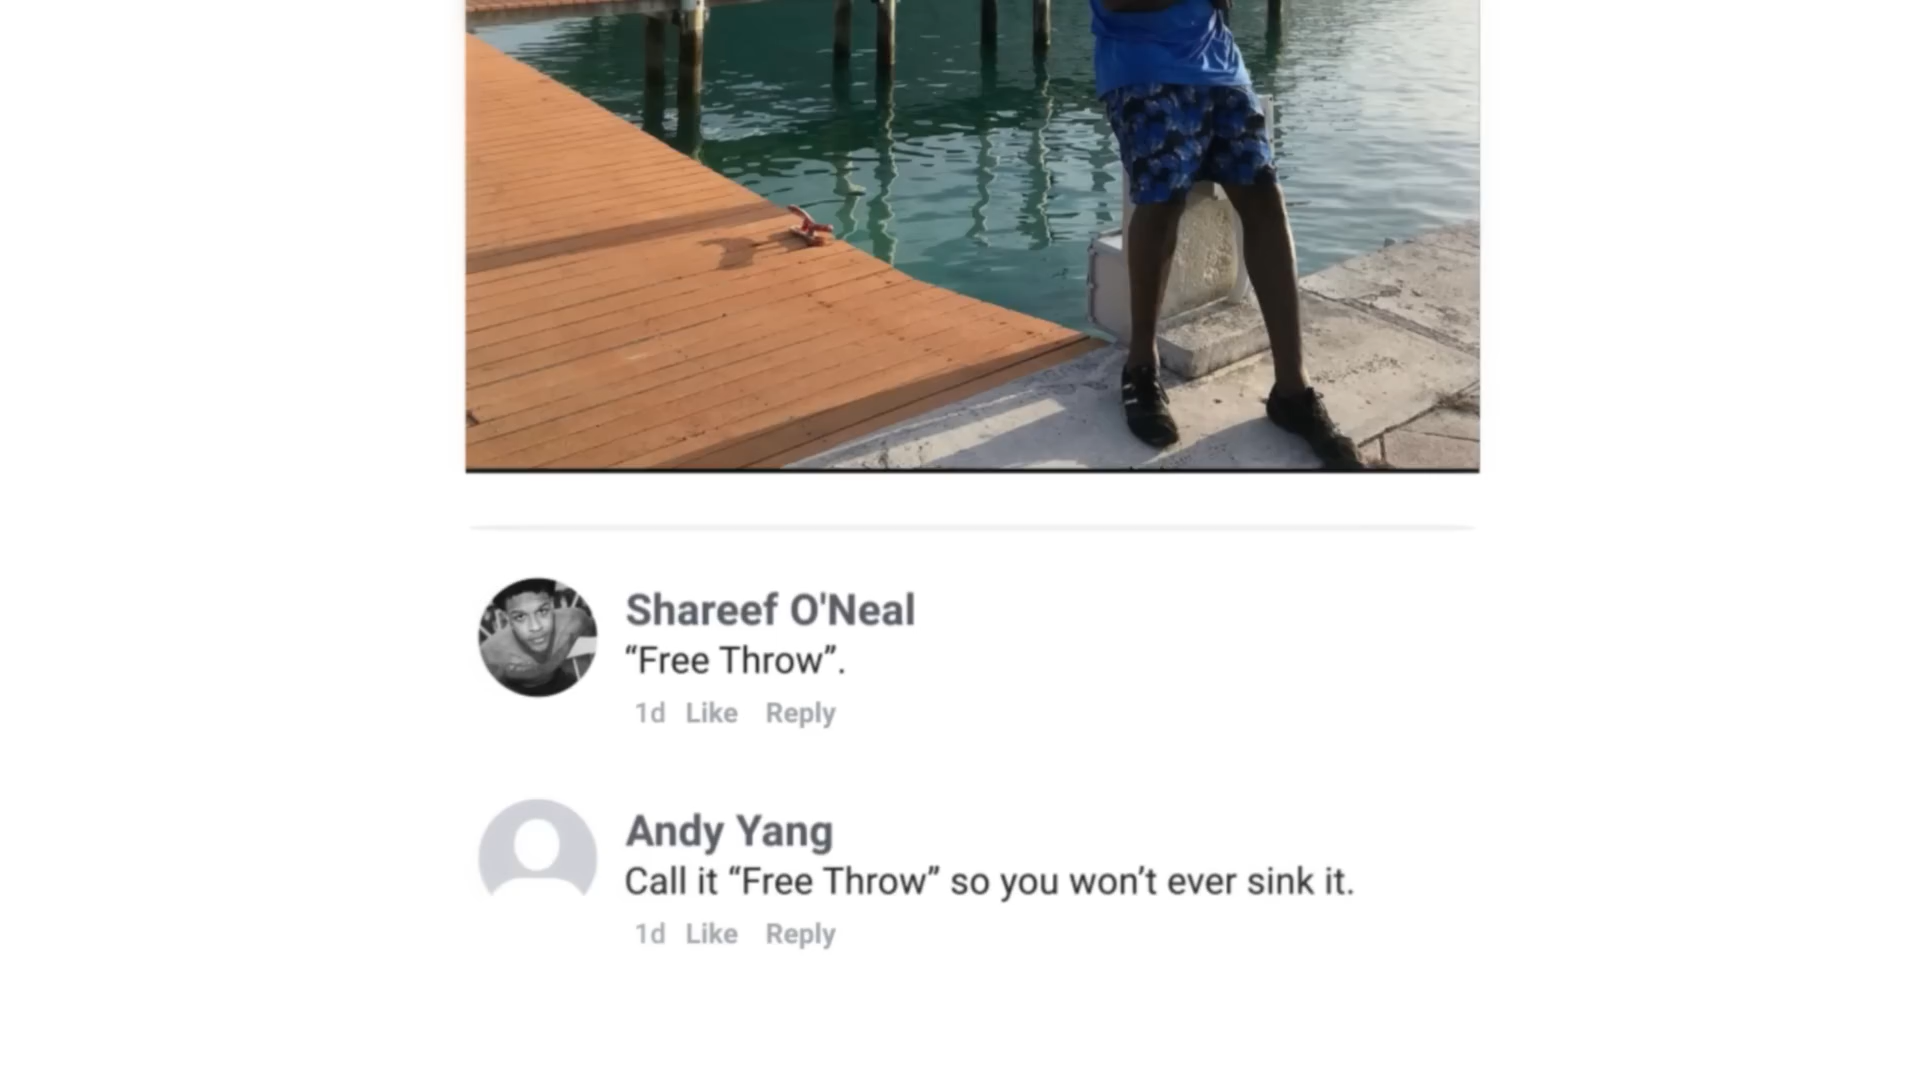 Shareef O'Neal
“Free Throw”.
1d Like Reply
Andy Yang
Call it “Free Throw” so you won’t ever sink it.
1d Like Reply